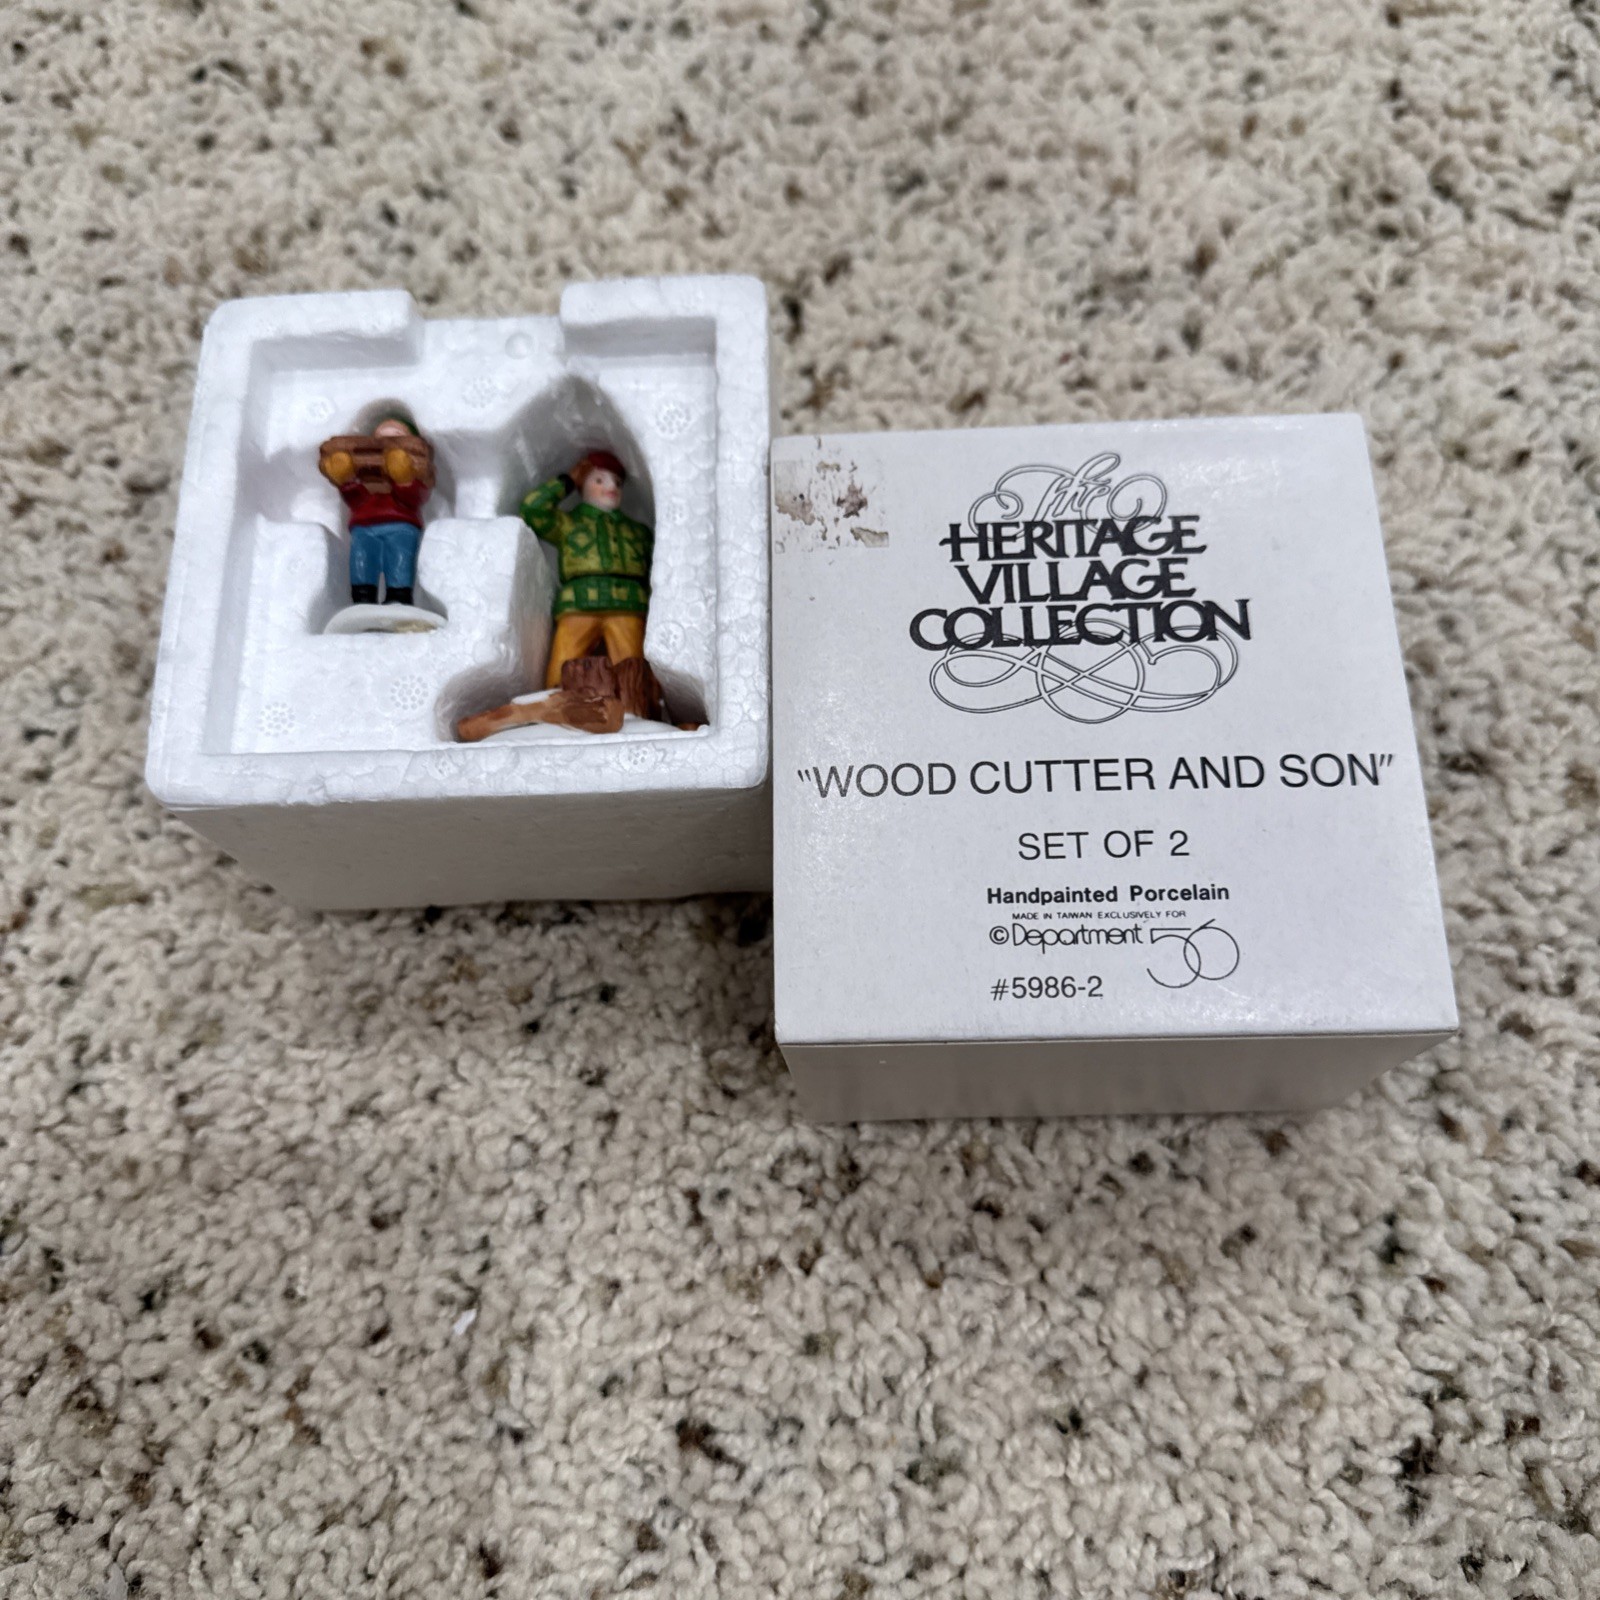 The
HERITAGE
VILLAGE
COLLECTION
"WOOD CUTTER AND SON"
SET OF 2
Handpainted Porcelain
MADE IN TAIWAN EXCLUSIVELY FOR
©Department 56
#5986-2